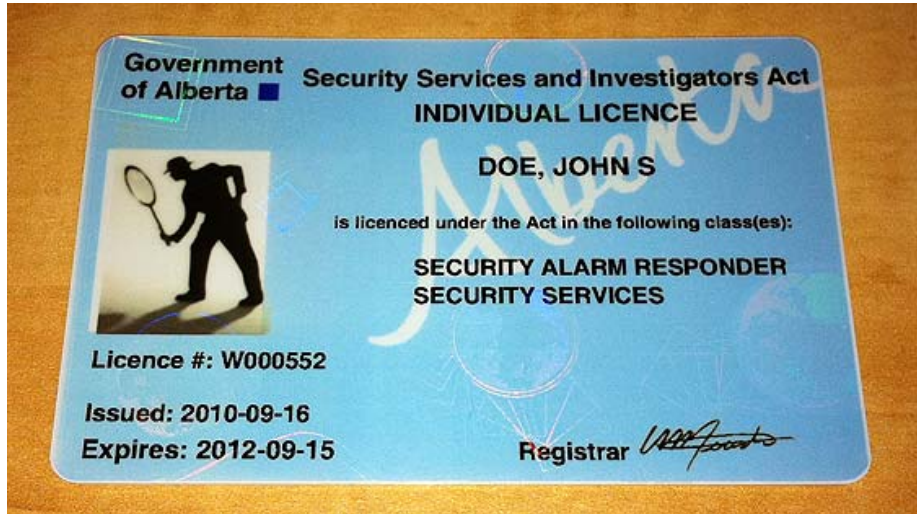 Government
of Alberta
Security Services and Investigators Act
INDIVIDUAL LICENCE
Alberta
DOE, JOHN S
is licenced under the Act in the following class(es):
SECURITY ALARM RESPONDER
SECURITY SERVICES
Licence #: W000552
Issued: 2010-09-16
Expires: 2012-09-15
Registrar